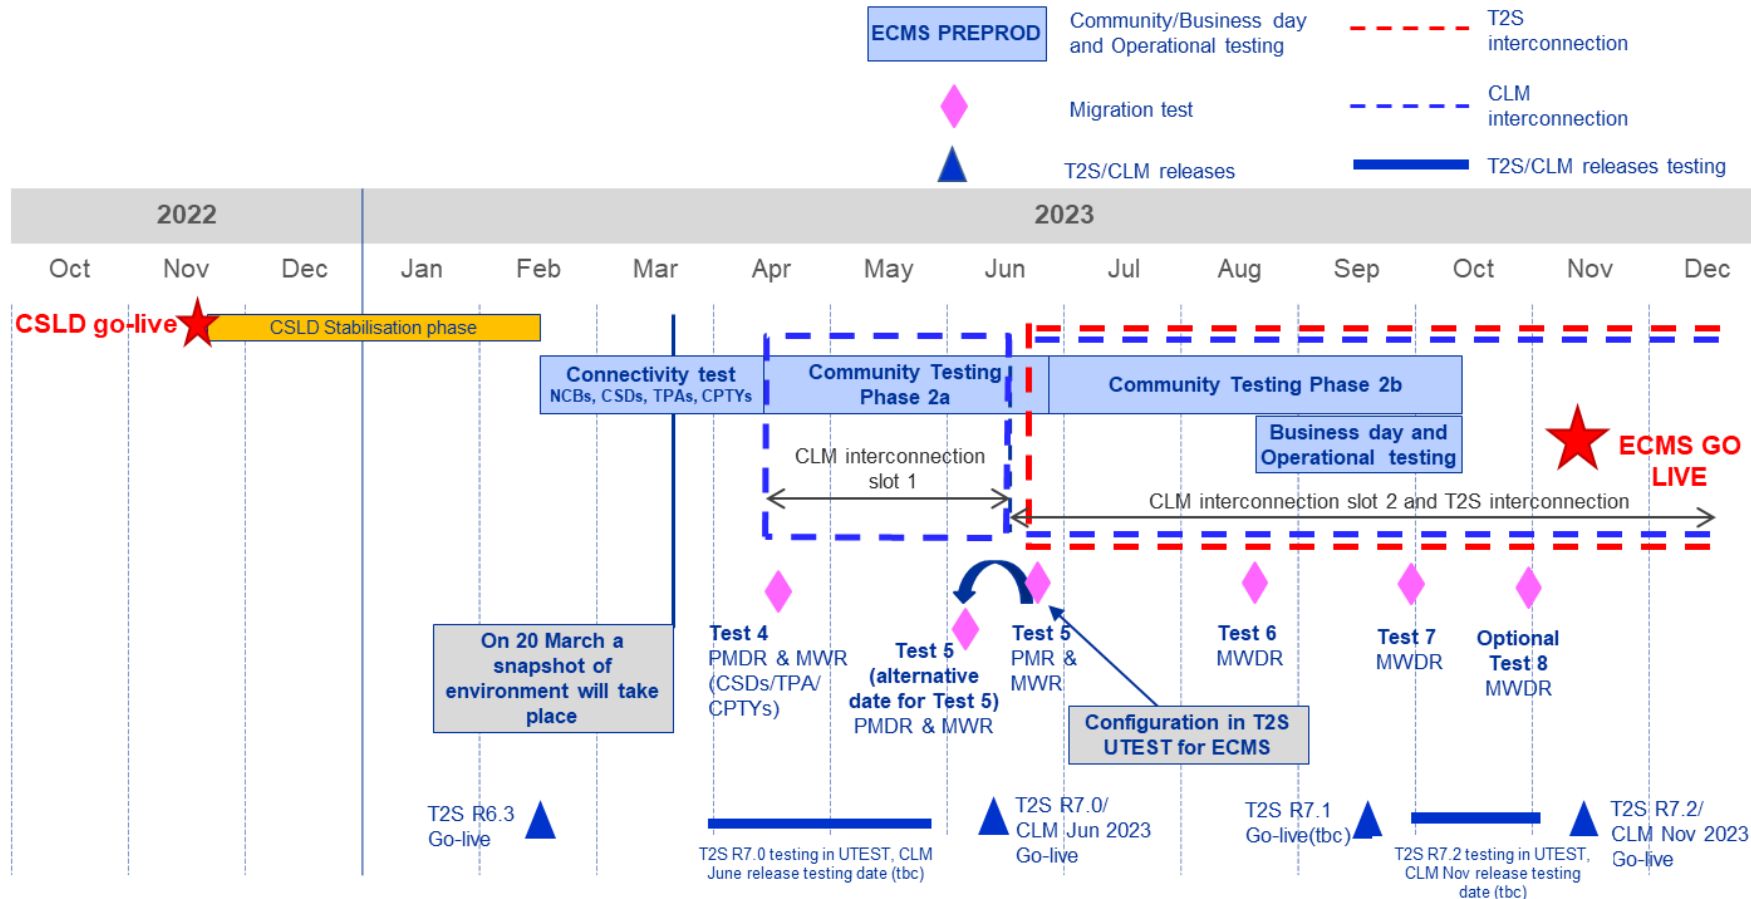 ECMS PREPROD
Community/Business day
and Operational testing
T2S
interconnection
Migration test
CLM
interconnection
T2S/CLM releases
T2S/CLM releases testing
2022
2023
Oct
Nov
Dec
Jan
Feb
Mar
Apr
May
Jun
Jul
Aug
Sep
Oct
Nov
Dec
CSLD go-live
CSLD Stabilisation phase
Connectivity test
NCBs, CSDs, TPAs, CPTYs
Community Testing
Phase 2a
Community Testing Phase 2b
Business day and
Operational testing
ECMS GO
LIVE
CLM interconnection
slot 1
CLM interconnection slot 2 and T2S interconnection
On 20 March a
snapshot of
environment will take
place
Test 4
PMDR & MWR
(CSDs/TPA/
CPTYs)
Test 5
(alternative
date for Test 5)
PMDR & MWR
Test 5
PMR &
MWR
Test 6
MWDR
Test 7
MWDR
Optional
Test 8
MWDR
Configuration in T2S
UTEST for ECMS
T2S R6.3
Go-live
T2S R7.0 testing in UTEST, CLM
June release testing date (tbc)
T2S R7.0/
CLM Jun 2023
Go-live
T2S R7.1
Go-live(tbc)
T2S R7.2 testing in UTEST,
CLM Nov release testing
date (tbc)
T2S R7.2/
CLM Nov 2023
Go-live